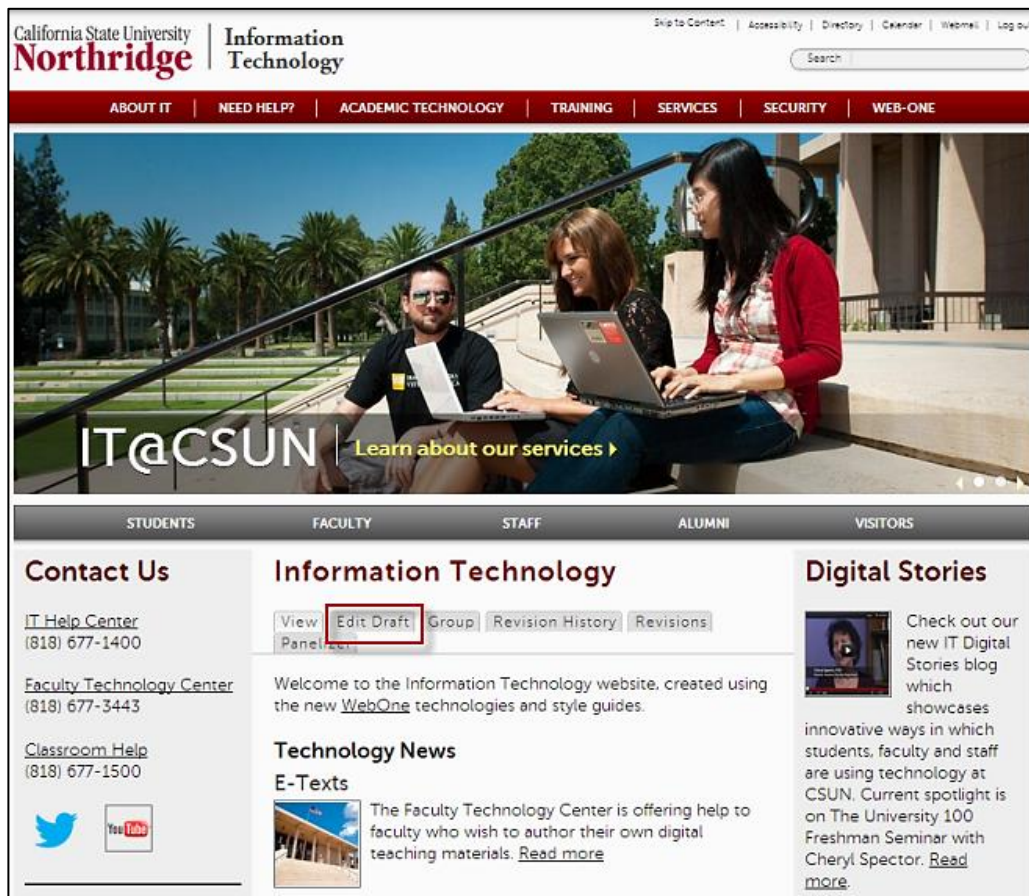 Skip to Content | Accessibility | Directory | Calendar | Webmail | Log out
California State University
Northridge
Information
Technology
Search
ABOUT IT | NEED HELP? | ACADEMIC TECHNOLOGY | TRAINING | SERVICES | SECURITY | WEB-ONE
IT@CSUN | Learn about our services
STUDENTS FACULTY STAFF ALUMNI VISITORS
Contact Us
IT Help Center
(818) 677-1400
Faculty Technology Center
(818) 677-3443
Classroom Help
(818) 677-1500
You Tube
Information Technology
View Edit Draft Group Revision History Revisions
Panelizer
Welcome to the Information Technology website, created using
the new WebOne technologies and style guides.
Technology News
E-Texts
The Faculty Technology Center is offering help to
faculty who wish to author their own digital
teaching materials. Read more
Digital Stories
Check out our
new IT Digital
Stories blog
which
showcases
innovative ways in which
students, faculty and staff
are using technology at
CSUN. Current spotlight is
on The University 100
Freshman Seminar with
Cheryl Spector. Read
more.